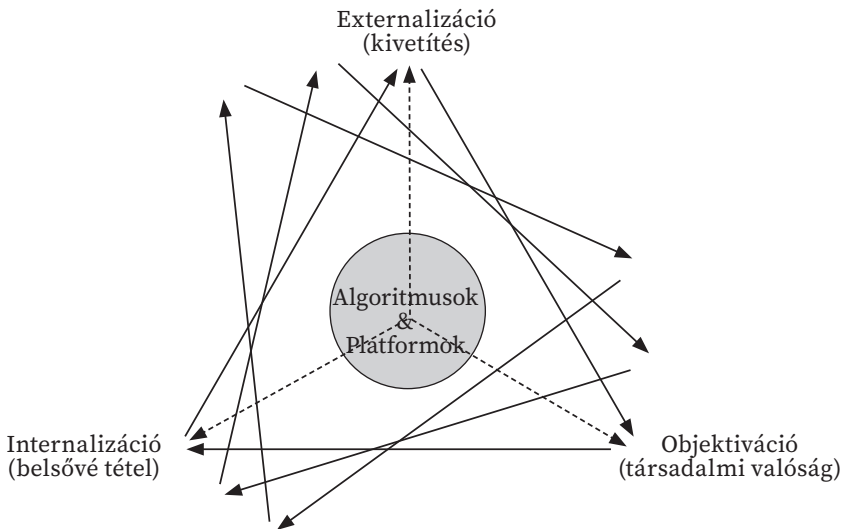 Externalizáció
(kivetítés)
Algoritmusok
&
Platformok
Internalizáció
(belsővé tétel)
Objektiváció
(társadalmi valóság)